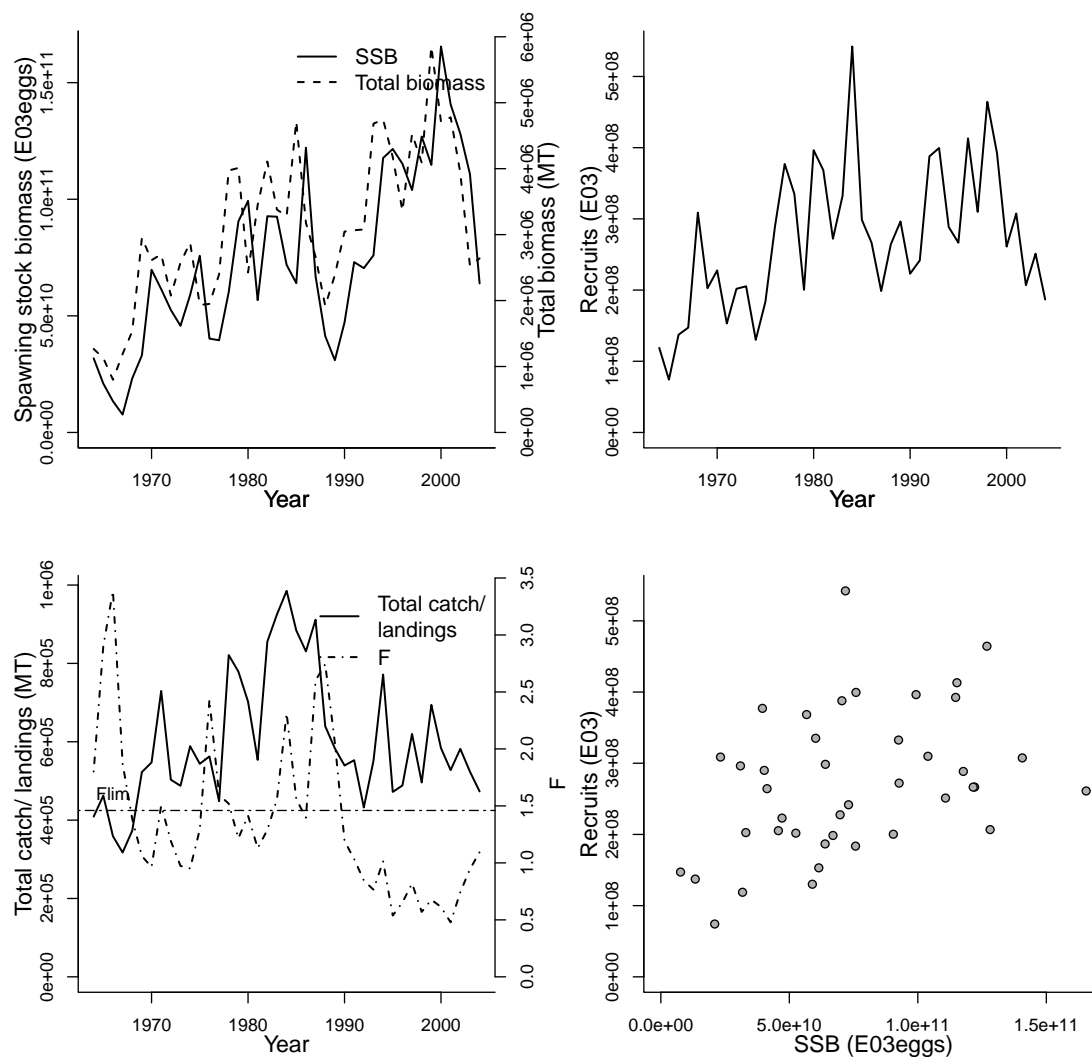 SSB
Total biomass
Spawning stock biomass (E03eggs)
0.0e+00 5.0e+10 1.0e+11 1.5e+11
Total biomass (MT)
0e+00 1e+06 2e+06 3e+06 4e+06 5e+06 6e+06
1970 1980 1990 2000
Year
Recruits (E03)
0e+00 1e+08 2e+08 3e+08 4e+08 5e+08
1970 1980 1990 2000
Year
Total catch/
landings
F
Flim
Total catch/ landings (MT)
0e+00 2e+05 4e+05 6e+05 8e+05 1e+06
F
0.0 0.5 1.0 1.5 2.0 2.5 3.0 3.5
1970 1980 1990 2000
Year
Recruits (E03)
0e+00 1e+08 2e+08 3e+08 4e+08 5e+08
0.0e+00 5.0e+10 1.0e+11 1.5e+11
SSB (E03eggs)